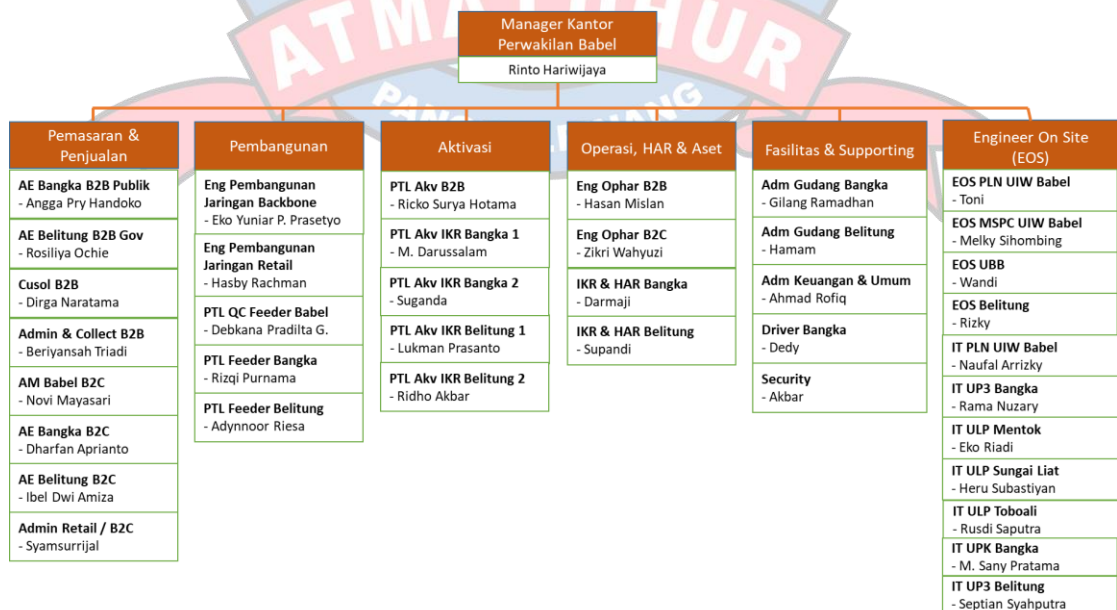 ATMA LUHUR
Manager Kantor
Perwakilan Babel
Rinto Hariwijaya
Pemasaran &
Penjualan
AE Bangka B2B Publik
- Angga Pry Handoko
AE Belitung B2B Gov
- Rosiliya Ochie
Cusol B2B
- Dirga Naratama
Admin & Collect B2B
- Beriyansah Triadi
AM Babel B2C
- Novi Mayasari
AE Bangka B2C
- Dharfan Aprianto
AE Belitung B2C
- Ibel Dwi Amiza
Admin Retail / B2C
- Syamsurrijal
Pembangunan
Eng Pembangunan
Jaringan Backbone
- Eko Yuniar P. Prasetyo
Eng Pembangunan
Jaringan Retail
- Hasby Rachman
PTL QC Feeder Babel
- Debkana Pradilta G.
PTL Feeder Bangka
- Rizqi Purnama
PTL Feeder Belitung
- Adynnoor Riesa
Aktivasi
PTL Akv B2B
- Ricko Surya Hotama
PTL Akv IKR Bangka 1
- M. Darussalam
PTL Akv IKR Bangka 2
- Suganda
PTL Akv IKR Belitung 1
- Lukman Prasanto
PTL Akv IKR Belitung 2
- Ridho Akbar
Operasi, HAR & Aset
Eng Ophar B2B
- Hasan Mislan
Eng Ophar B2C
- Zikri Wahyuzi
IKR & HAR Bangka
- Darmaji
IKR & HAR Belitung
- Supandi
Fasilitas & Supporting
Adm Gudang Bangka
- Gilang Ramadhan
Adm Gudang Belitung
- Hamam
Adm Keuangan & Umum
- Ahmad Rofiq
Driver Bangka
- Dedy
Security
- Akbar
Engineer On Site
(EOS)
EOS PLN UIW Babel
- Toni
EOS MSPC UIW Babel
- Melky Sihombing
EOS UBB
- Wandi
EOS Belitung
- Rizky
IT PLN UIW Babel
- Naufal Arrizky
IT UP3 Bangka
- Rama Nuzary
IT ULP Mentok
- Eko Riadi
IT ULP Sungai Liat
- Heru Subastiyan
IT ULP Toboali
- Rusdi Saputra
IT UPK Bangka
- M. Sany Pratama
IT UP3 Belitung
- Septian Syahputra